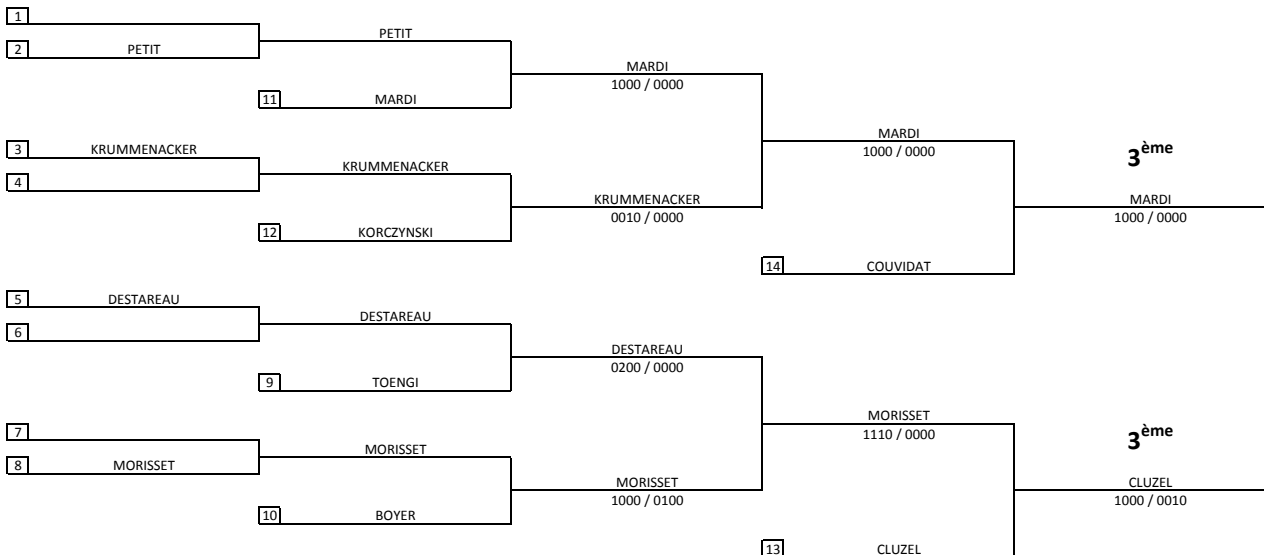 1
PETIT
2 PETIT
MARDI
1000 / 0000
11 MARDI
MARDI
1000 / 0000
3ème
3 KRUMMENACKER
KRUMMENACKER
4
KRUMMENACKER
0010 / 0000
MARDI
1000 / 0000
12 KORCZYNSKI
14 COUVIDAT
5 DESTAREAU
DESTAREAU
6
DESTAREAU
0200 / 0000
9 TOENGI
MORISSET
1110 / 0000
3ème
7
MORISSET
8 MORISSET
MORISSET
1000 / 0100
CLUZEL
1000 / 0010
10 BOYER
13 CLUZEL